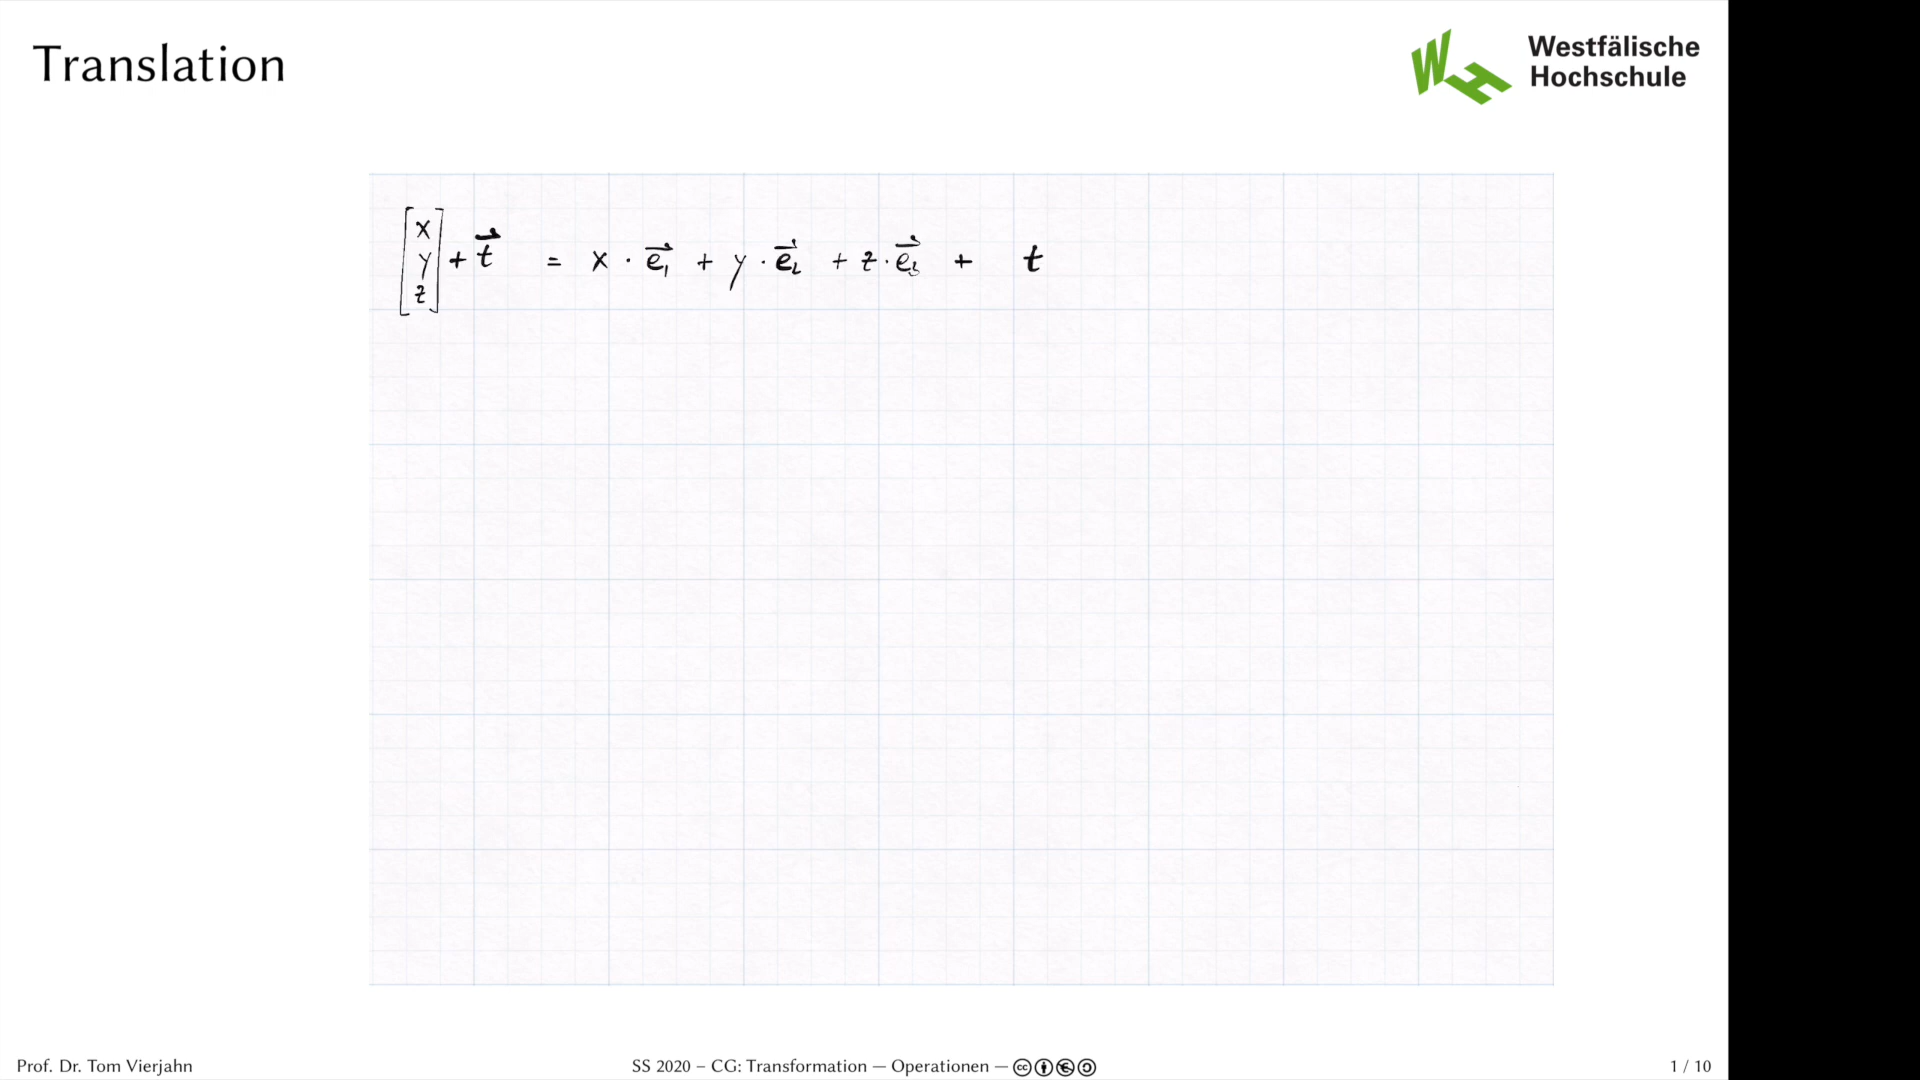 Translation
Westfälische
Hochschule
[x y z] + t⃗ = x · e⃗₁ + y · e⃗₂ + z · e⃗₃ + t
Prof. Dr. Tom Vierjahn
SS 2020 – CG: Transformation — Operationen —
1 / 10